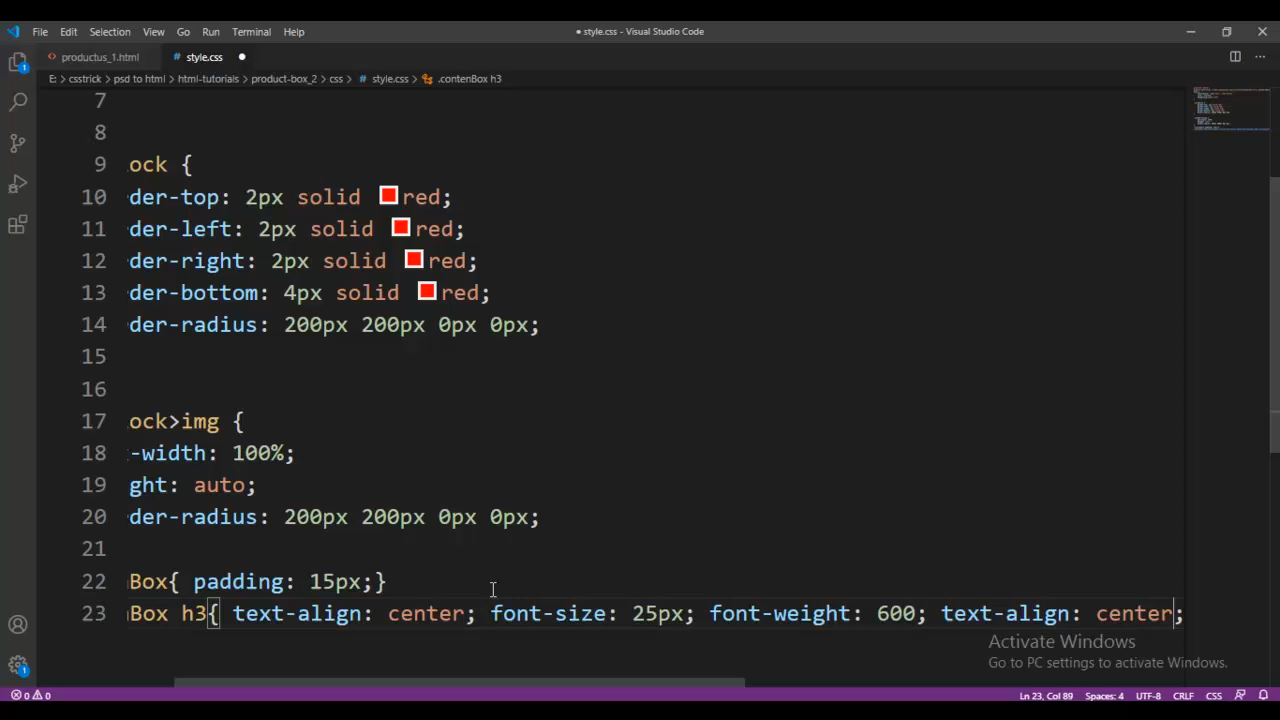 File Edit Selection View Go Run Terminal Help
● style.css - Visual Studio Code
<> productus_1.html # style.css ●
E: > csstrick > psd to html > html-tutorials > product-box_2 > css > # style.css > .contenBox h3
7
8
9 ock {
10 der-top: 2px solid red;
11 der-left: 2px solid red;
12 der-right: 2px solid red;
13 der-bottom: 4px solid red;
14 der-radius: 200px 200px 0px 0px;
15
16
17 ock>img {
18 -width: 100%;
19 ght: auto;
20 der-radius: 200px 200px 0px 0px;
21
22 Box{ padding: 15px;}
23 Box h3{ text-align: center; font-size: 25px; font-weight: 600; text-align: center;
Activate Windows
Go to PC settings to activate Windows.
0 0 Ln 23, Col 89 Spaces: 4 UTF-8 CRLF CSS